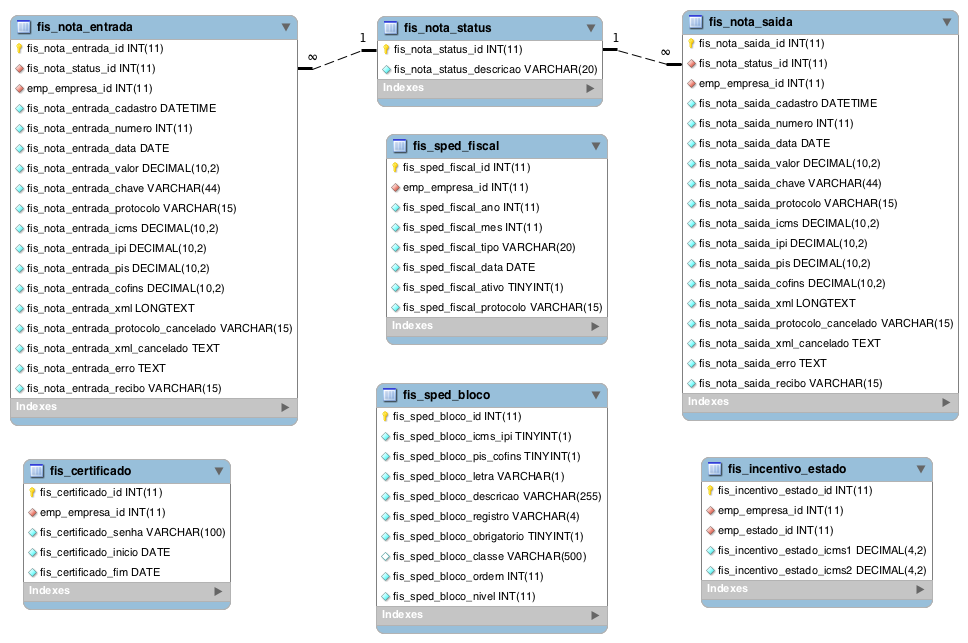 fis_nota_entrada
fis_nota_entrada_id INT(11)
fis_nota_status_id INT(11)
emp_empresa_id INT(11)
fis_nota_entrada_cadastro DATETIME
fis_nota_entrada_numero INT(11)
fis_nota_entrada_data DATE
fis_nota_entrada_valor DECIMAL(10,2)
fis_nota_entrada_chave VARCHAR(44)
fis_nota_entrada_protocolo VARCHAR(15)
fis_nota_entrada_icms DECIMAL(10,2)
fis_nota_entrada_ipi DECIMAL(10,2)
fis_nota_entrada_pis DECIMAL(10,2)
fis_nota_entrada_cofins DECIMAL(10,2)
fis_nota_entrada_xml LONGTEXT
fis_nota_entrada_protocolo_cancelado VARCHAR(15)
fis_nota_entrada_xml_cancelado TEXT
fis_nota_entrada_erro TEXT
fis_nota_entrada_recibo VARCHAR(15)
Indexes
∞
1
fis_nota_status
fis_nota_status_id INT(11)
fis_nota_status_descricao VARCHAR(20)
Indexes
1
∞
fis_nota_saida
fis_nota_saida_id INT(11)
fis_nota_status_id INT(11)
emp_empresa_id INT(11)
fis_nota_saida_cadastro DATETIME
fis_nota_saida_numero INT(11)
fis_nota_saida_data DATE
fis_nota_saida_valor DECIMAL(10,2)
fis_nota_saida_chave VARCHAR(44)
fis_nota_saida_protocolo VARCHAR(15)
fis_nota_saida_icms DECIMAL(10,2)
fis_nota_saida_ipi DECIMAL(10,2)
fis_nota_saida_pis DECIMAL(10,2)
fis_nota_saida_cofins DECIMAL(10,2)
fis_nota_saida_xml LONGTEXT
fis_nota_saida_protocolo_cancelado VARCHAR(15)
fis_nota_saida_xml_cancelado TEXT
fis_nota_saida_erro TEXT
fis_nota_saida_recibo VARCHAR(15)
Indexes
fis_sped_fiscal
fis_sped_fiscal_id INT(11)
emp_empresa_id INT(11)
fis_sped_fiscal_ano INT(11)
fis_sped_fiscal_mes INT(11)
fis_sped_fiscal_tipo VARCHAR(20)
fis_sped_fiscal_data DATE
fis_sped_fiscal_ativo TINYINT(1)
fis_sped_fiscal_protocolo VARCHAR(15)
Indexes
fis_sped_bloco
fis_sped_bloco_id INT(11)
fis_sped_bloco_icms_ipi TINYINT(1)
fis_sped_bloco_pis_cofins TINYINT(1)
fis_sped_bloco_letra VARCHAR(1)
fis_sped_bloco_descricao VARCHAR(255)
fis_sped_bloco_registro VARCHAR(4)
fis_sped_bloco_obrigatorio TINYINT(1)
fis_sped_bloco_classe VARCHAR(500)
fis_sped_bloco_ordem INT(11)
fis_sped_bloco_nivel INT(11)
Indexes
fis_certificado
fis_certificado_id INT(11)
emp_empresa_id INT(11)
fis_certificado_senha VARCHAR(100)
fis_certificado_inicio DATE
fis_certificado_fim DATE
Indexes
fis_incentivo_estado
fis_incentivo_estado_id INT(11)
emp_empresa_id INT(11)
emp_estado_id INT(11)
fis_incentivo_estado_icms1 DECIMAL(4,2)
fis_incentivo_estado_icms2 DECIMAL(4,2)
Indexes